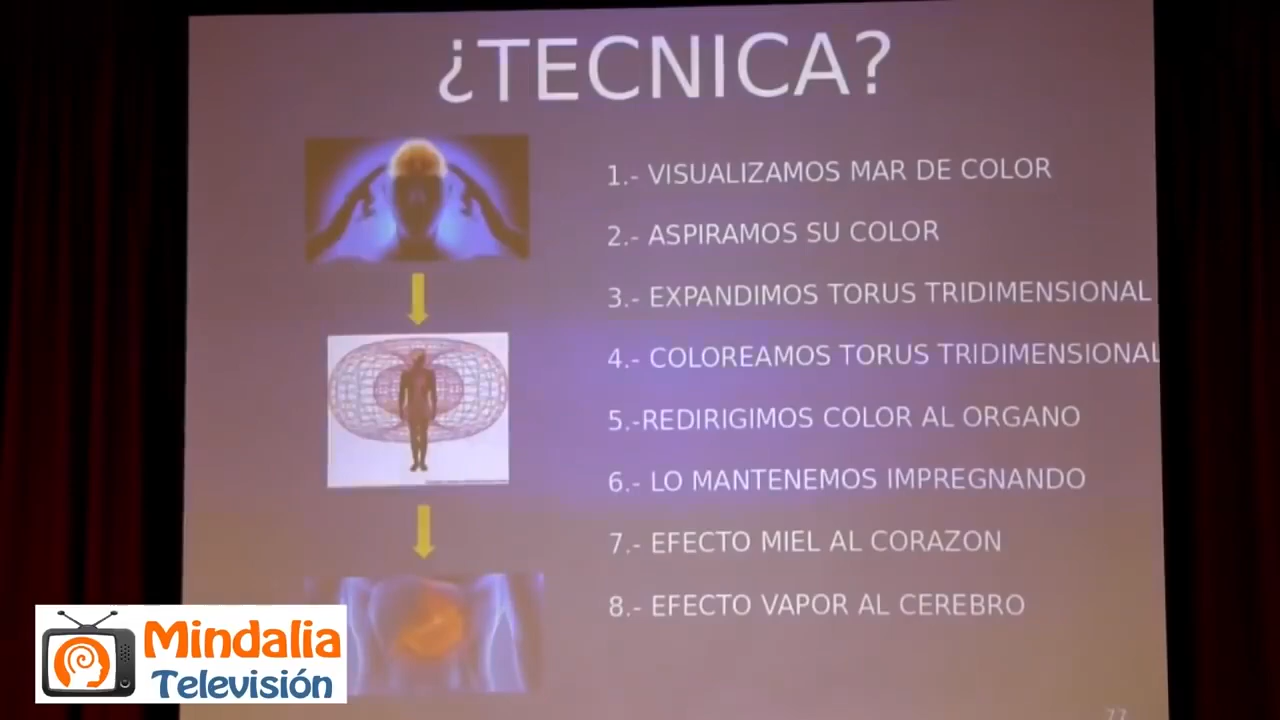 ¿TECNICA?
1.- VISUALIZAMOS MAR DE COLOR
2.- ASPIRAMOS SU COLOR
3.- EXPANDIMOS TORUS TRIDIMENSIONAL
4.- COLOREAMOS TORUS TRIDIMENSIONAL
5.-REDIRIGIMOS COLOR AL ORGANO
6.- LO MANTENEMOS IMPREGNANDO
7.- EFECTO MIEL AL CORAZON
8.- EFECTO VAPOR AL CEREBRO
77
Mindalia
Televisión